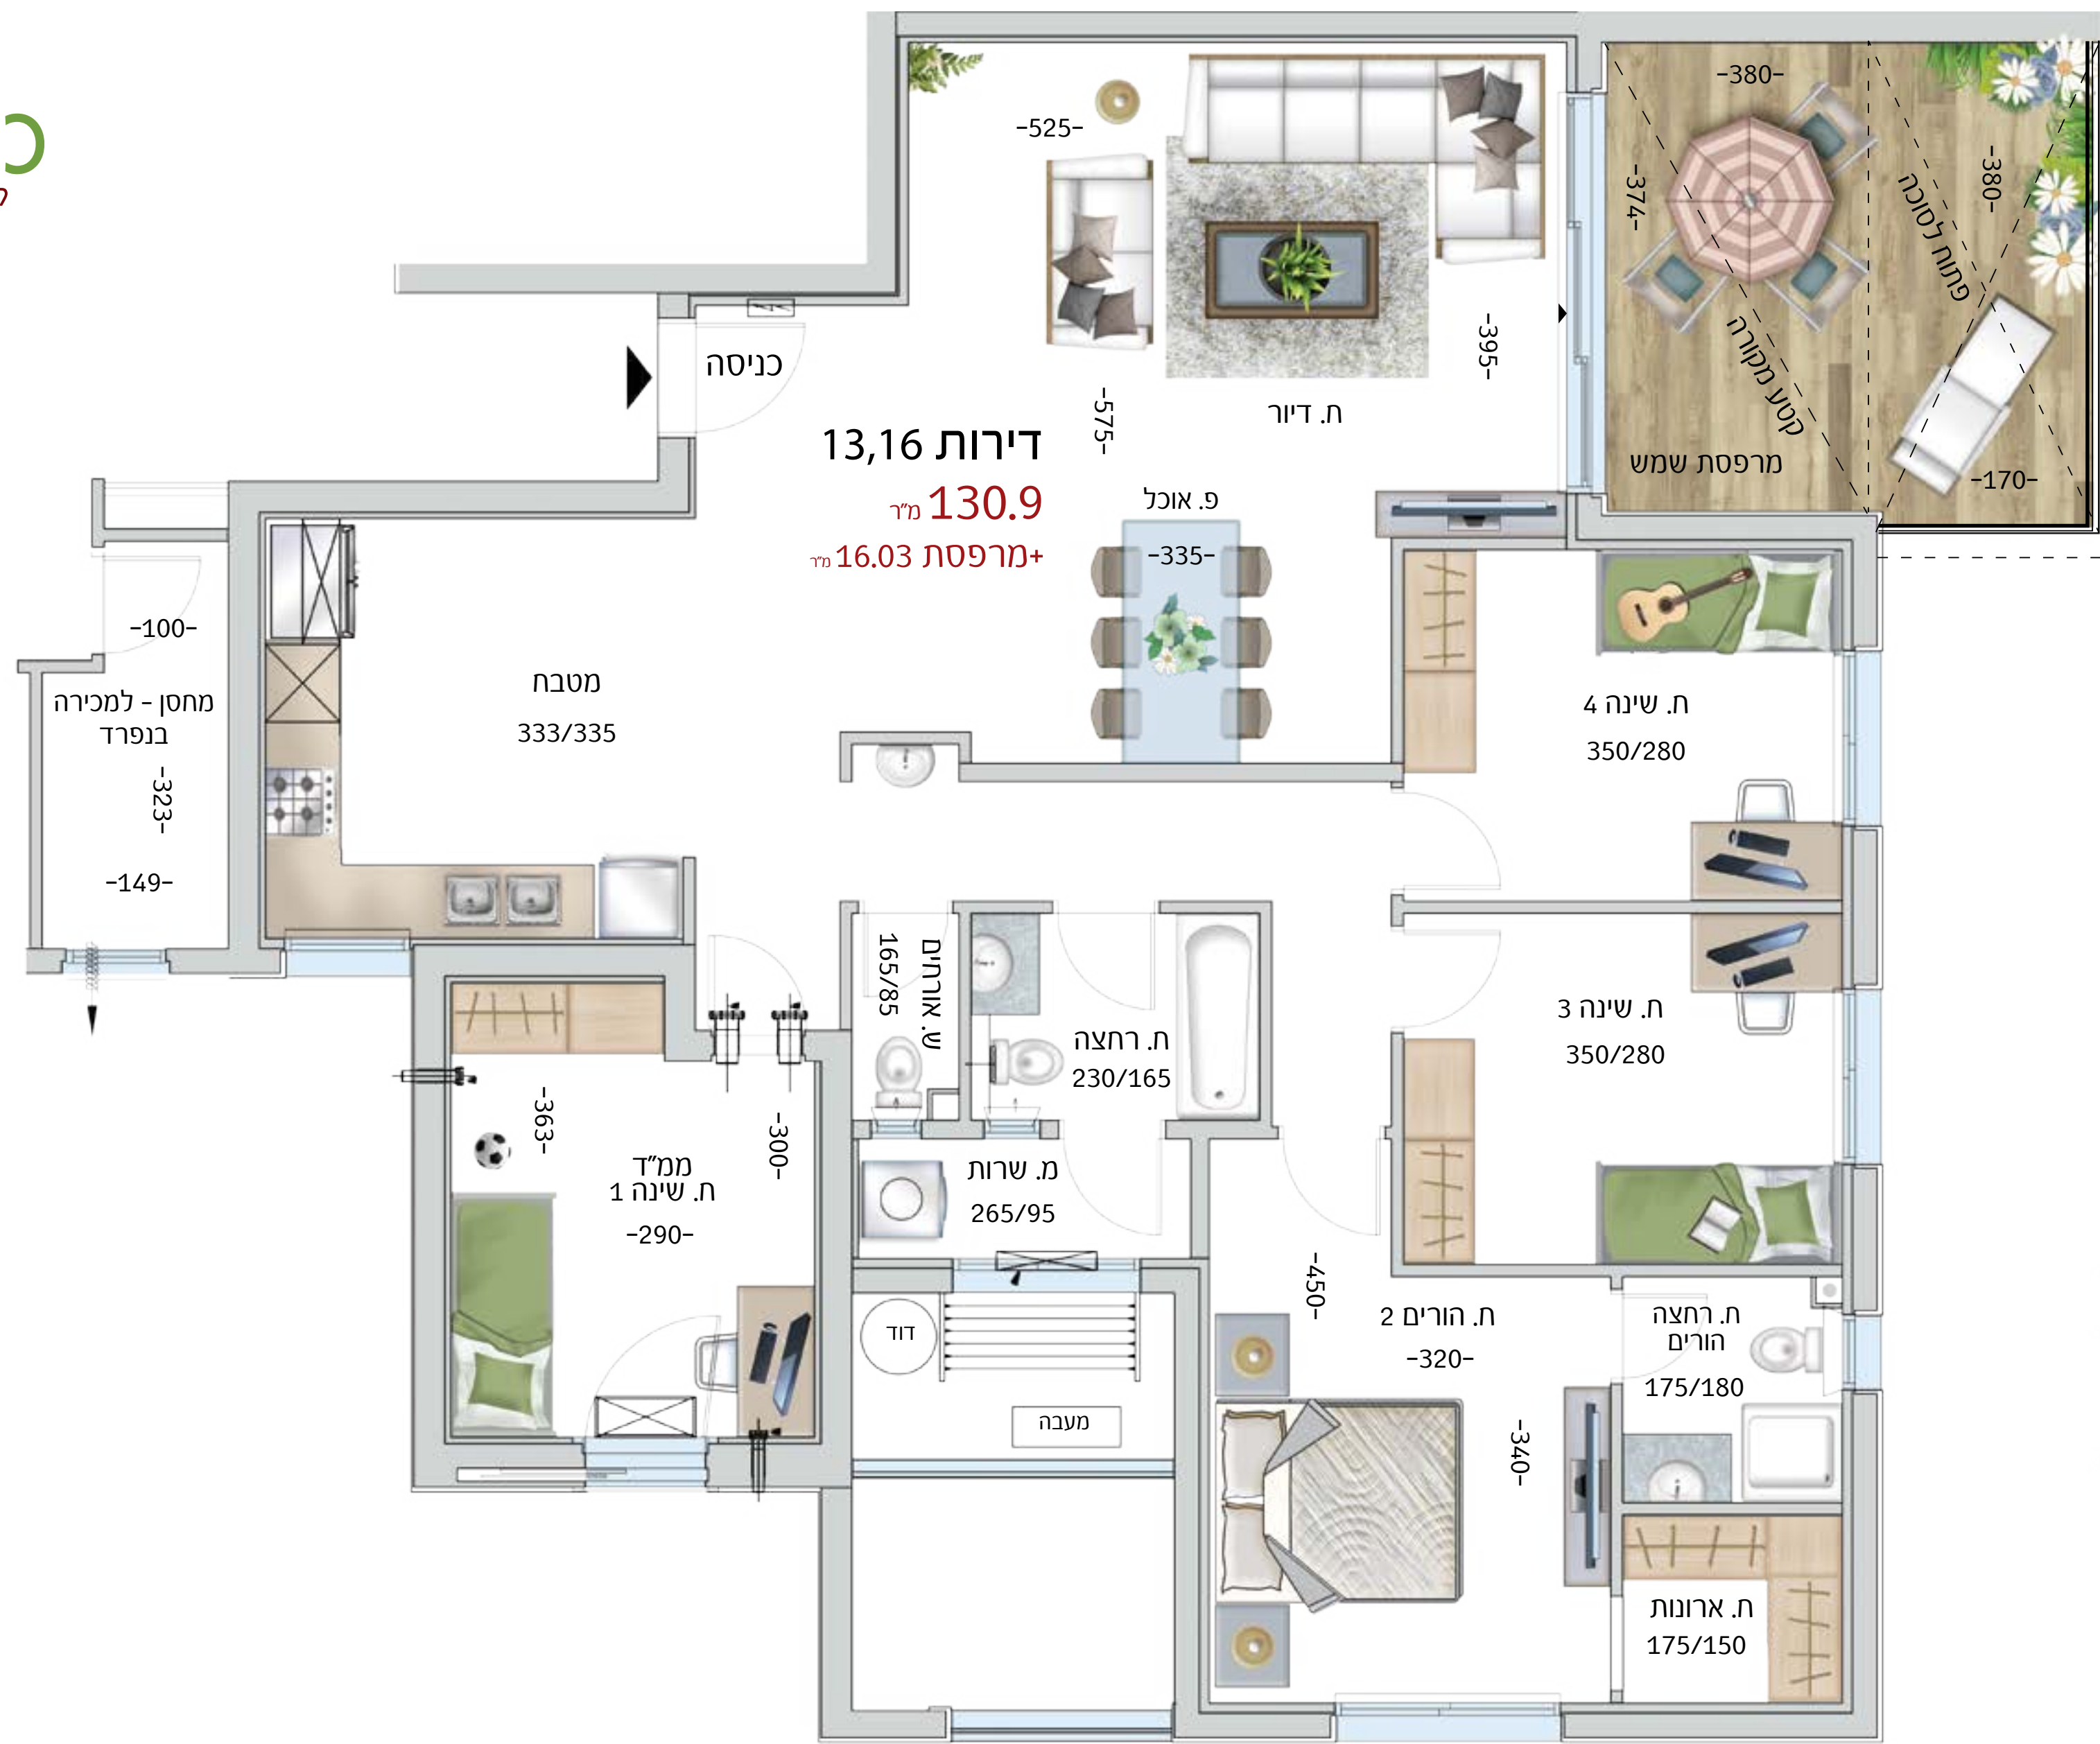 -380-
-525-
-374-
-380-
פתוח לסוכה
קטע מקורה
-395-
כניסה
-575-
ח. דיור
דירות 13,16
130.9 מ״ר
+מרפסת 16.03 מ״ר
מרפסת שמש
-170-
פ. אוכל
-335-
-100-
מחסן - למכירה
בנפרד
-323-
-149-
מטבח
333/335
ח. שינה 4
350/280
ש. אורחים
165/85
ח. רחצה
230/165
ח. שינה 3
350/280
-363-
-300-
ממ״ד
ח. שינה 1
-290-
מ. שרות
265/95
-450-
ח. הורים 2
-320-
ח. רחצה
הורים
175/180
דוד
מעבה
-340-
ח. ארונות
175/150